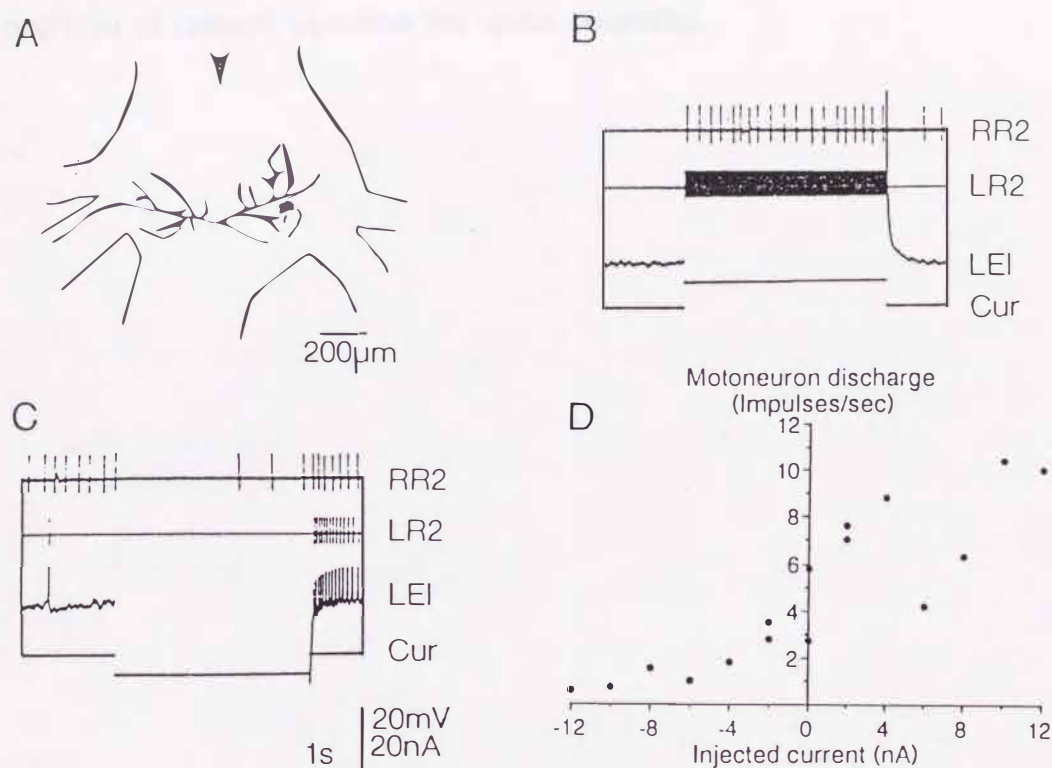 A
200µm
B
RR2
LR2
LEI
Cur
C
RR2
LR2
LEI
Cur
20mV
20nA
1s
D
Motoneuron discharge
(Impulses/sec)
12
10
8
6
4
2
-12
-8
-4
0
4
8
12
Injected current (nA)